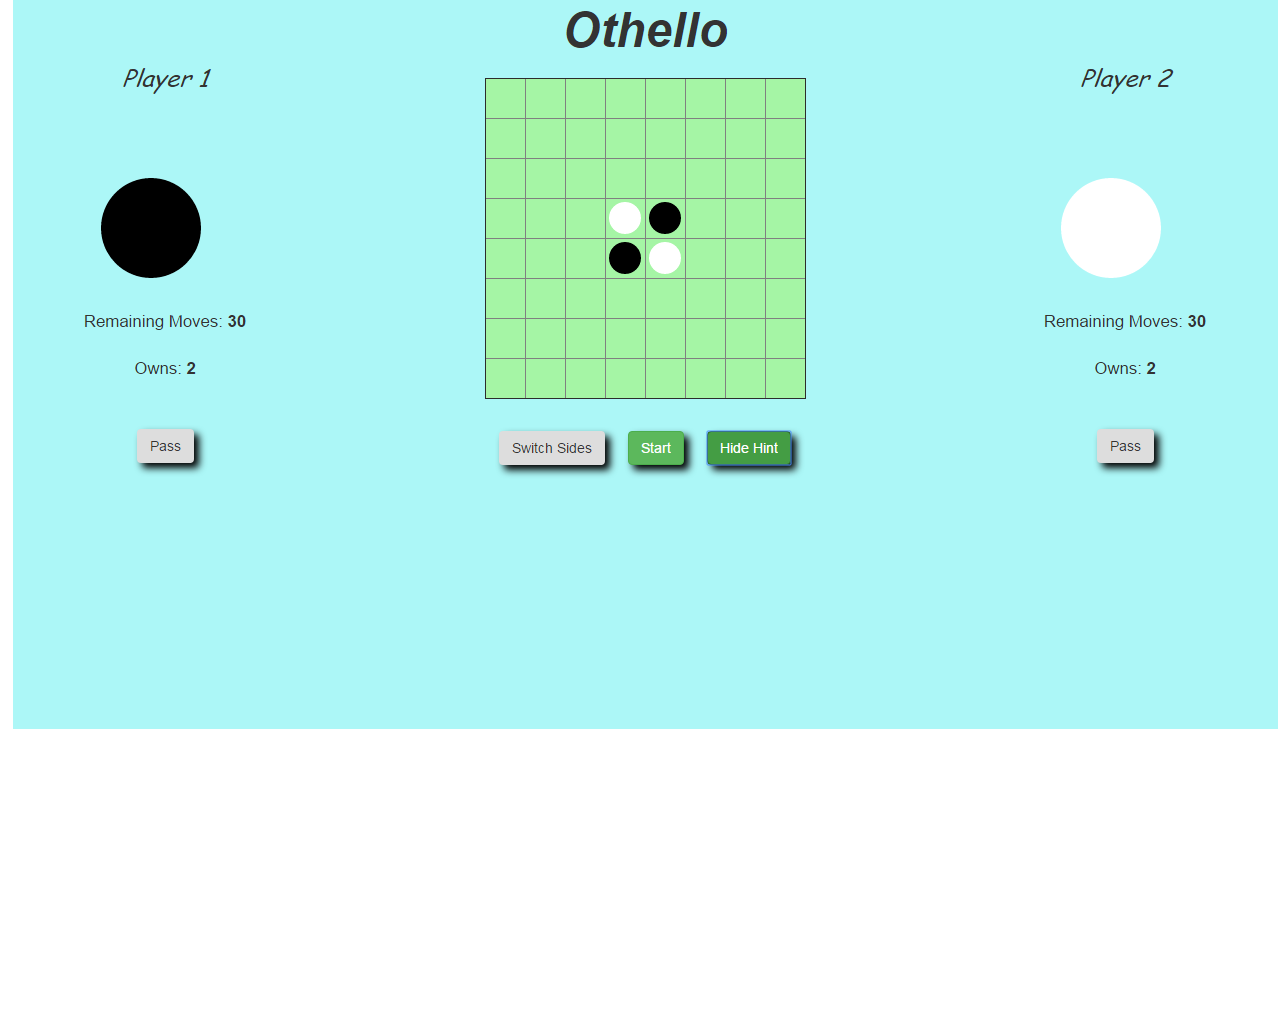 Othello
Player 1
Player 2
Remaining Moves: 30
Remaining Moves: 30
Owns: 2
Owns: 2
Pass
Switch Sides
Start
Hide Hint
Pass